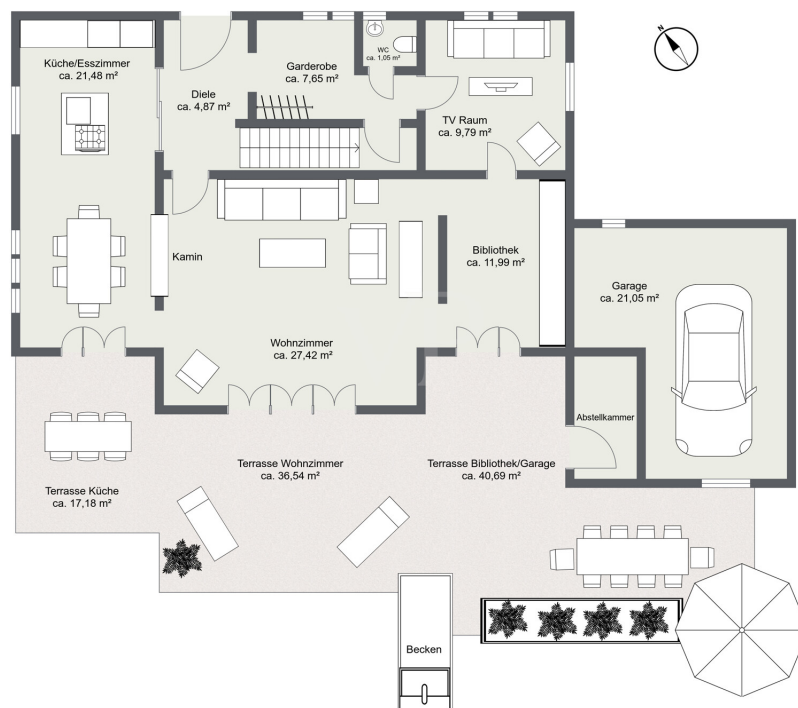 N
Küche/Esszimmer
ca. 21,48 m²
Diele
ca. 4,87 m²
Garderobe
ca. 7,65 m²
WC
ca. 1,05 m²
TV Raum
ca. 9,79 m²
Kamin
Bibliothek
ca. 11,99 m²
Garage
ca. 21,05 m²
Wohnzimmer
ca. 27,42 m²
Abstellkammer
Terrasse Küche
ca. 17,18 m²
Terrasse Wohnzimmer
ca. 36,54 m²
Terrasse Bibliothek/Garage
ca. 40,69 m²
Becken